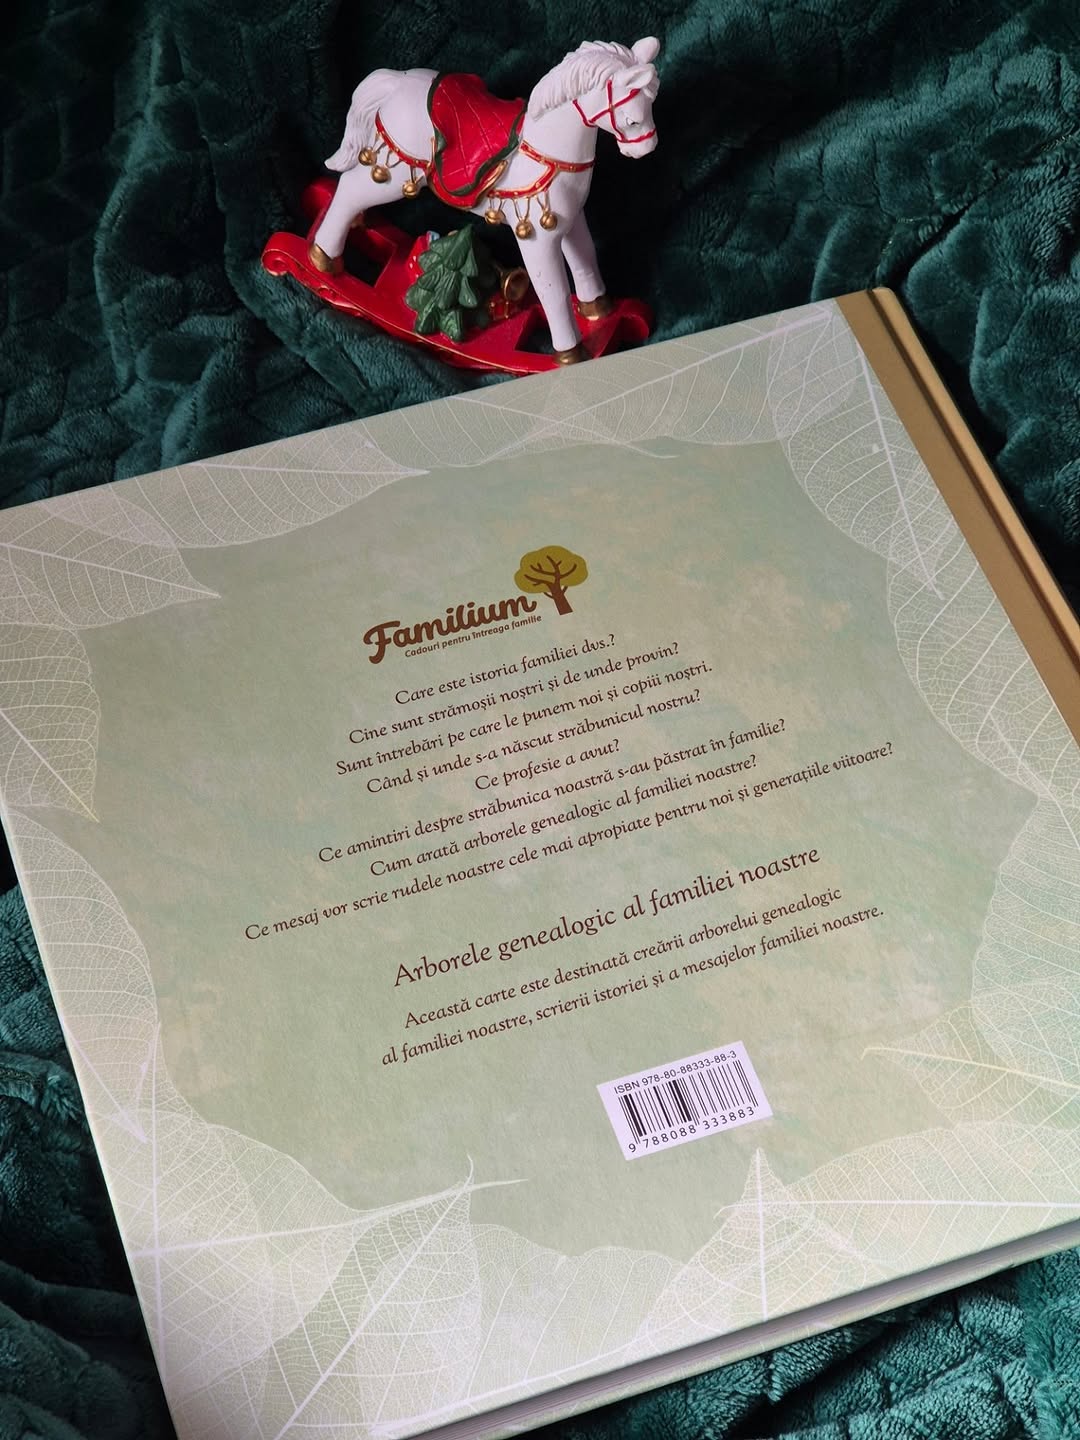 Familium
Cadouri pentru întreaga familie
Care este istoria familiei dvs.?
Cine sunt strămoșii noștri și de unde provin?
Sunt întrebări pe care le punem noi și copiii noștri.
Când și unde s-a născut străbunicul nostru?
Ce profesie a avut?
Ce amintiri despre străbunica noastră s-au păstrat în familie?
Cum arată arborele genealogic al familiei noastre?
Ce mesaj vor scrie rudele noastre cele mai apropiate pentru noi și generațiile viitoare?
Arborele genealogic al familiei noastre
Această carte este destinată creării arborelui genealogic
al familiei noastre, scrierii istoriei și a mesajelor familiei noastre.
ISBN 978-80-88333-88-3
9 788088 333883